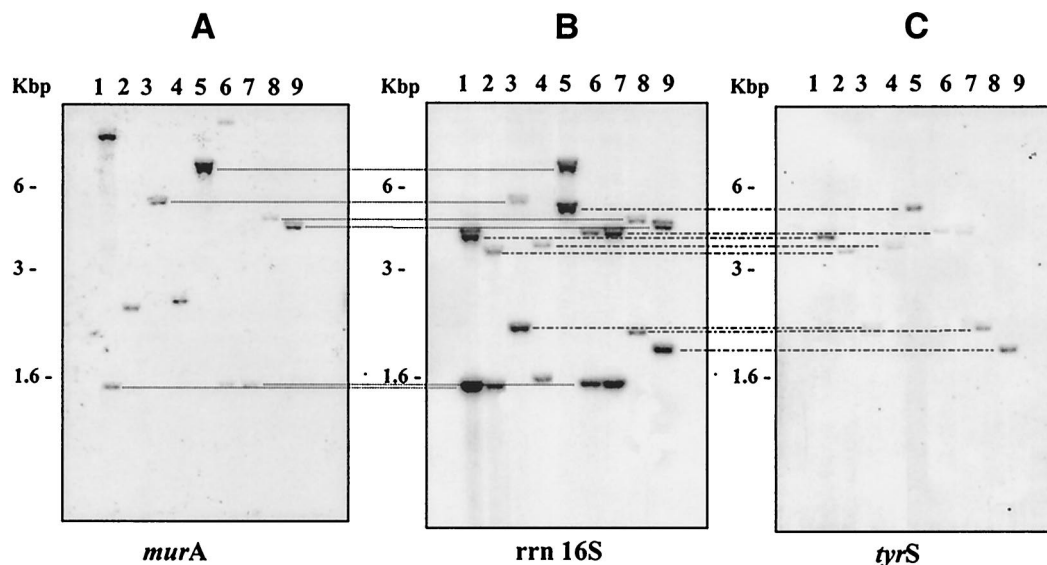 A B C
Kbp 1 2 3 4 5 6 7 8 9 Kbp 1 2 3 4 5 6 7 8 9 Kbp 1 2 3 4 5 6 7 8 9
6 - 6 - 6 -
3 - 3 - 3 -
1.6 - 1.6 - 1.6 -
murA rrn 16S tyrS